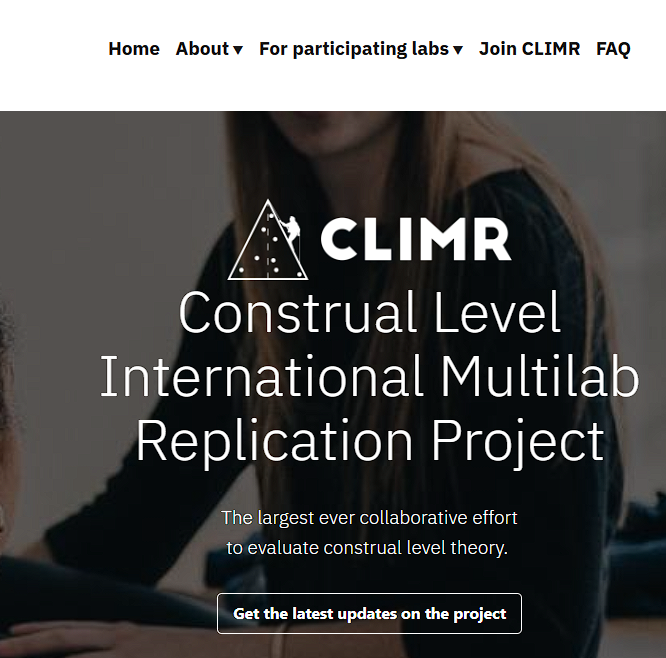 Home About ▼ For participating labs ▼ Join CLIMR FAQ
CLIMR
Construal Level
International Multilab
Replication Project
The largest ever collaborative effort
to evaluate construal level theory.
Get the latest updates on the project